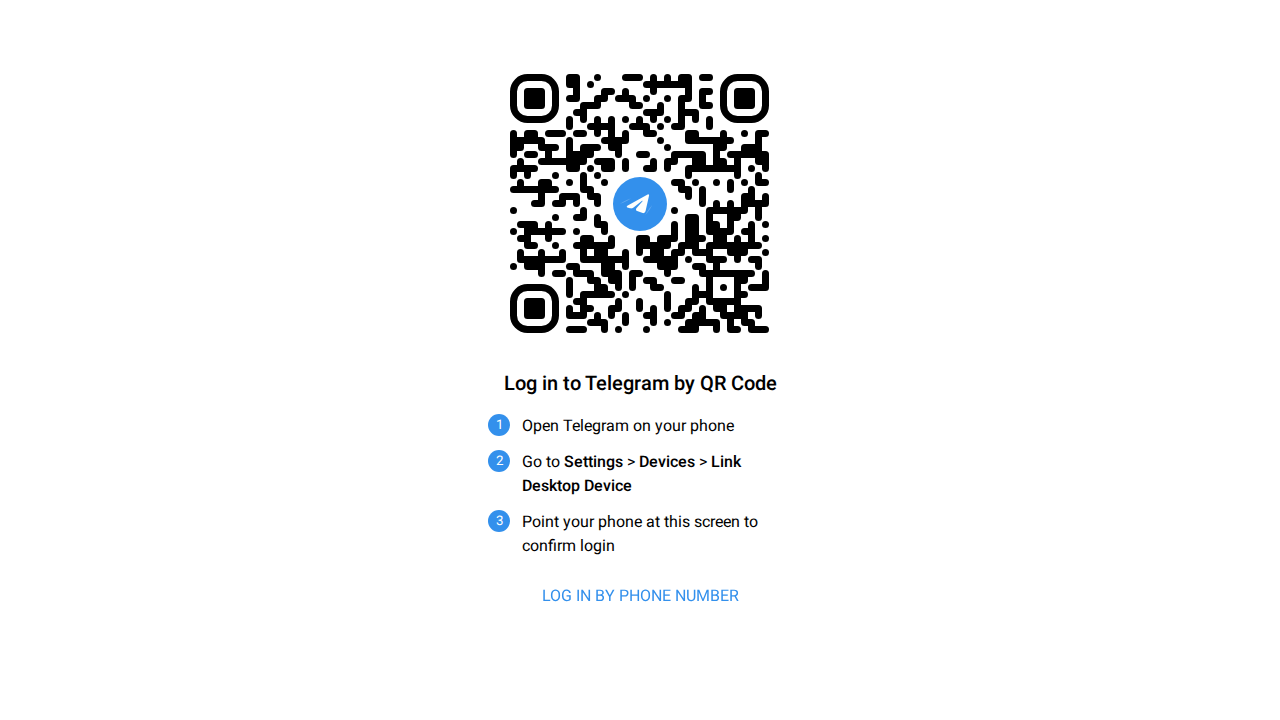 Log in to Telegram by QR Code
1 Open Telegram on your phone
2 Go to Settings > Devices > Link
Desktop Device
3 Point your phone at this screen to
confirm login
LOG IN BY PHONE NUMBER